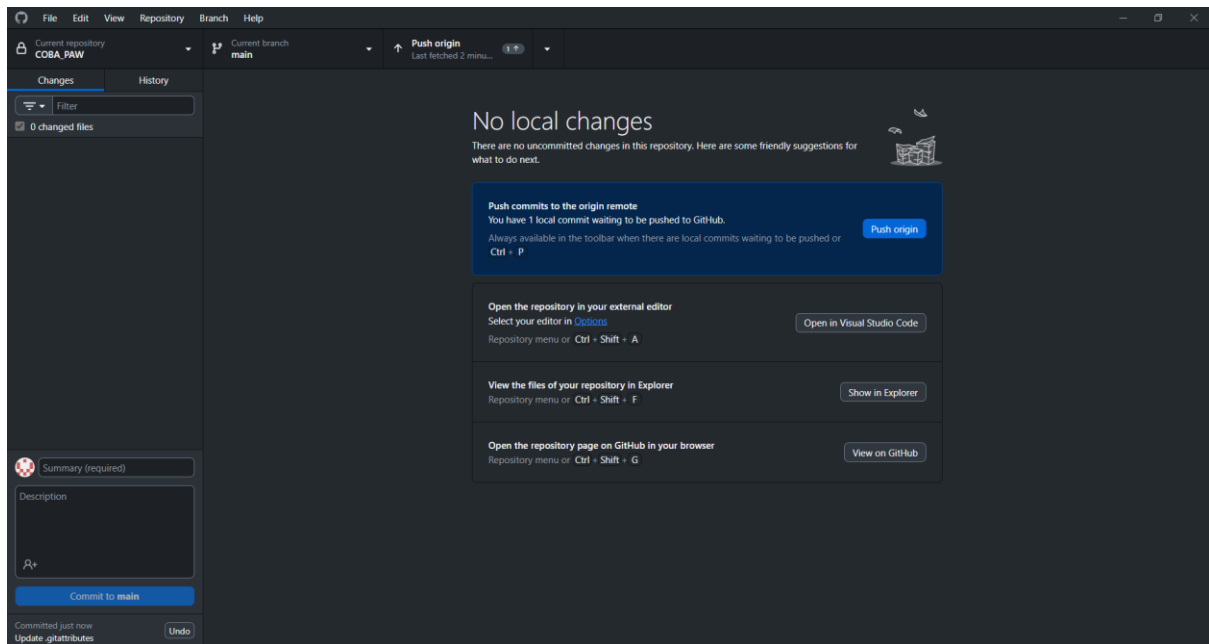 File Edit View Repository Branch Help
Current repository
COBA_PAW
Current branch
main
Push origin
Last fetched 2 minu...
1
Changes History
Filter
0 changed files
No local changes
There are no uncommitted changes in this repository. Here are some friendly suggestions for
what to do next.
Push commits to the origin remote
You have 1 local commit waiting to be pushed to GitHub.
Always available in the toolbar when there are local commits waiting to be pushed or
Ctrl + P
Push origin
Open the repository in your external editor
Select your editor in Options
Repository menu or Ctrl + Shift + A
Open in Visual Studio Code
View the files of your repository in Explorer
Repository menu or Ctrl + Shift + F
Show in Explorer
Open the repository page on GitHub in your browser
Repository menu or Ctrl + Shift + G
View on GitHub
Summary (required)
Description
Commit to main
Committed just now
Update .gitattributes
Undo